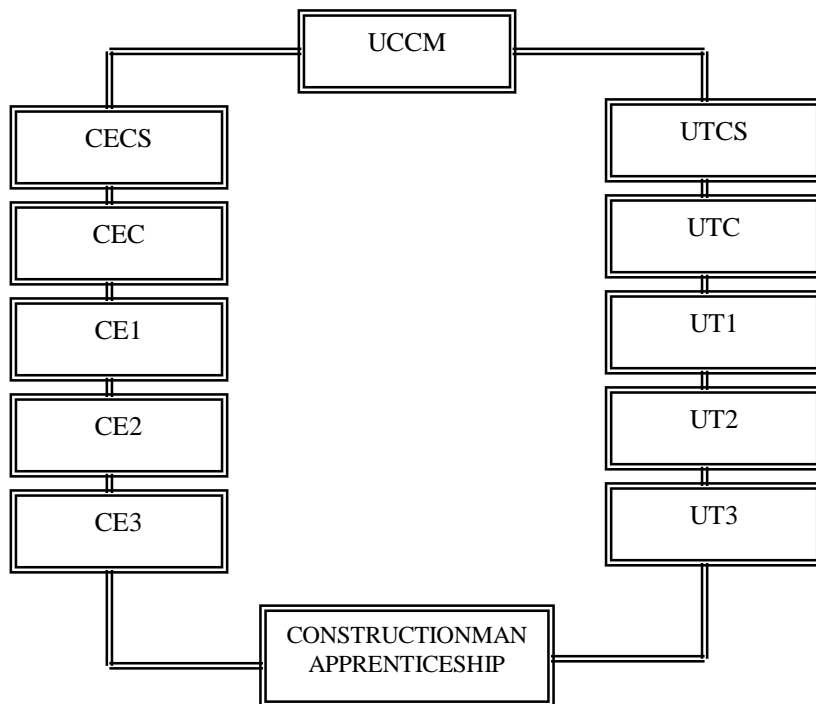 UCCM
CECS
UTCS
CEC
UTC
CE1
UT1
CE2
UT2
CE3
UT3
CONSTRUCTIONMAN
APPRENTICESHIP